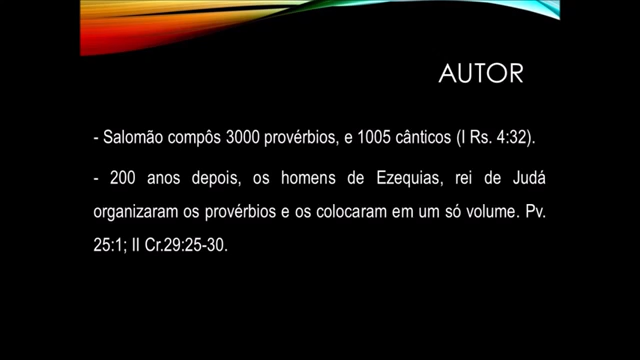 AUTOR
- Salomão compôs 3000 provérbios, e 1005 cânticos (I Rs. 4:32).
- 200 anos depois, os homens de Ezequias, rei de Judá
organizaram os provérbios e os colocaram em um só volume. Pv.
25:1; II Cr.29:25-30.